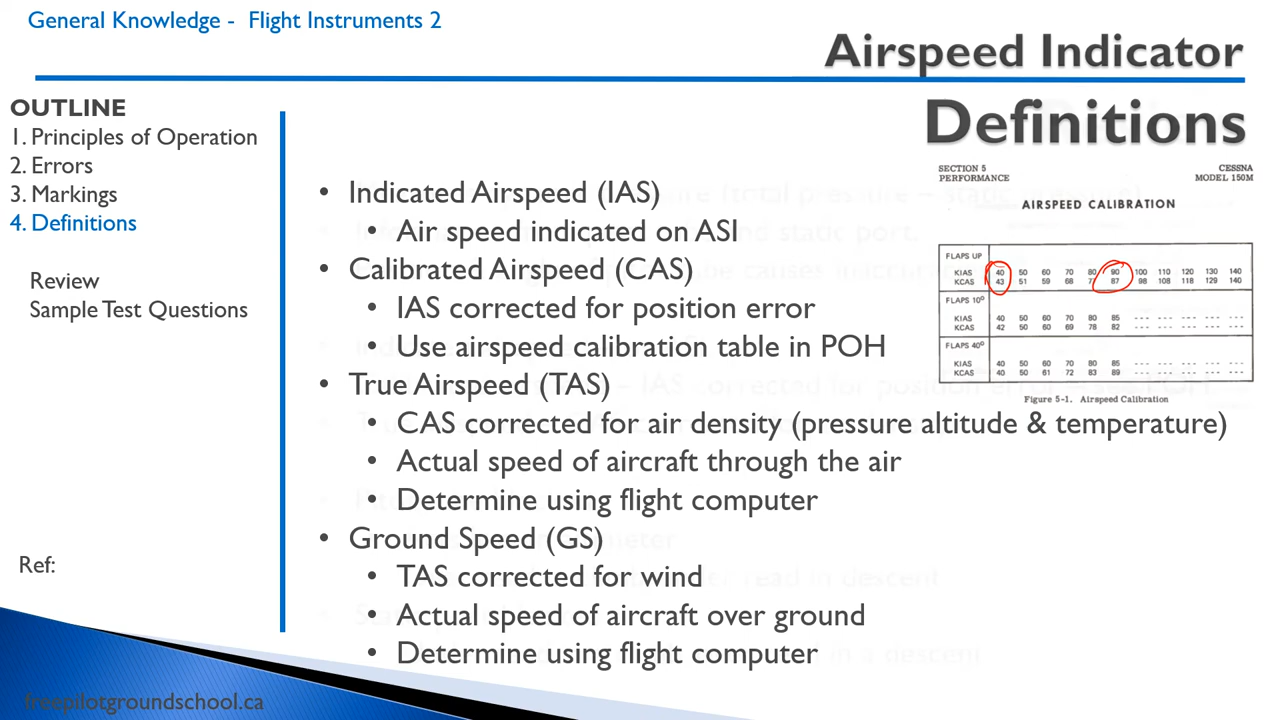 General Knowledge - Flight Instruments 2
Airspeed Indicator
Definitions
OUTLINE
1. Principles of Operation
2. Errors
3. Markings
4. Definitions
Review
Sample Test Questions
Ref:
freepilotgroundschool.ca
• Indicated Airspeed (IAS)
• Air speed indicated on ASI
• Calibrated Airspeed (CAS)
• IAS corrected for position error
• Use airspeed calibration table in POH
• True Airspeed (TAS)
• CAS corrected for air density (pressure altitude & temperature)
• Actual speed of aircraft through the air
• Determine using flight computer
• Ground Speed (GS)
• TAS corrected for wind
• Actual speed of aircraft over ground
• Determine using flight computer
SECTION 5 CESSNA
PERFORMANCE MODEL 150M
AIRSPEED CALIBRATION
FLAPS UP
KIAS 40 50 60 70 80 90 100 110 120 130 140
KCAS 43 51 59 68 87 98 108 118 129 140
FLAPS 10°
KIAS 40 50 60 70 80 85 --- --- --- --- ---
KCAS 42 50 60 69 78 82 --- --- --- --- ---
FLAPS 40°
KIAS 40 50 60 70 80 85 --- --- --- --- ---
KCAS 40 50 61 72 83 89 --- --- --- --- ---
Figure 5-1. Airspeed Calibration